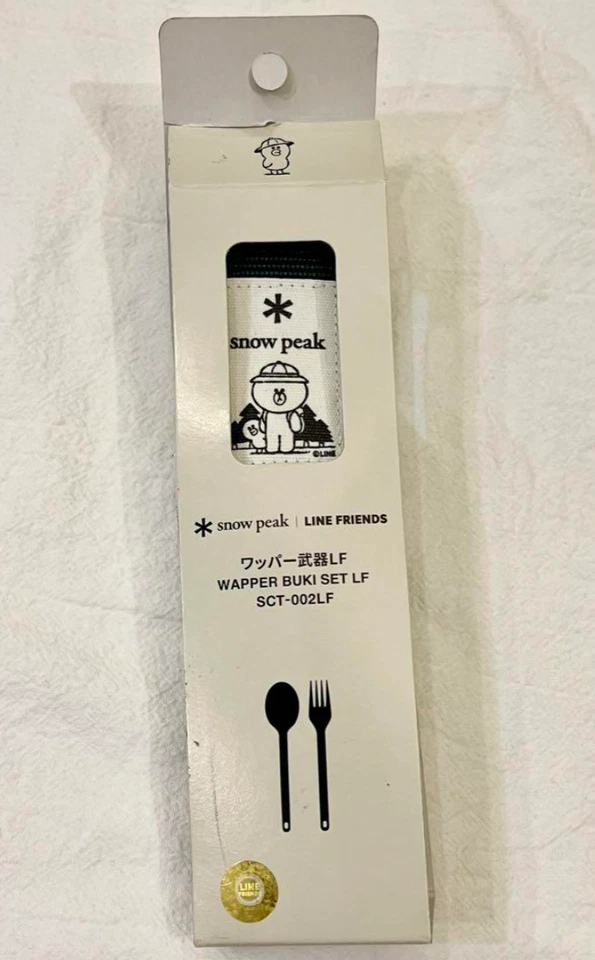 snow peak
©LINE
snow peak | LINE FRIENDS
ワッパー武器LF
WAPPER BUKI SET LF
SCT-002LF
LINE
FRIENDS